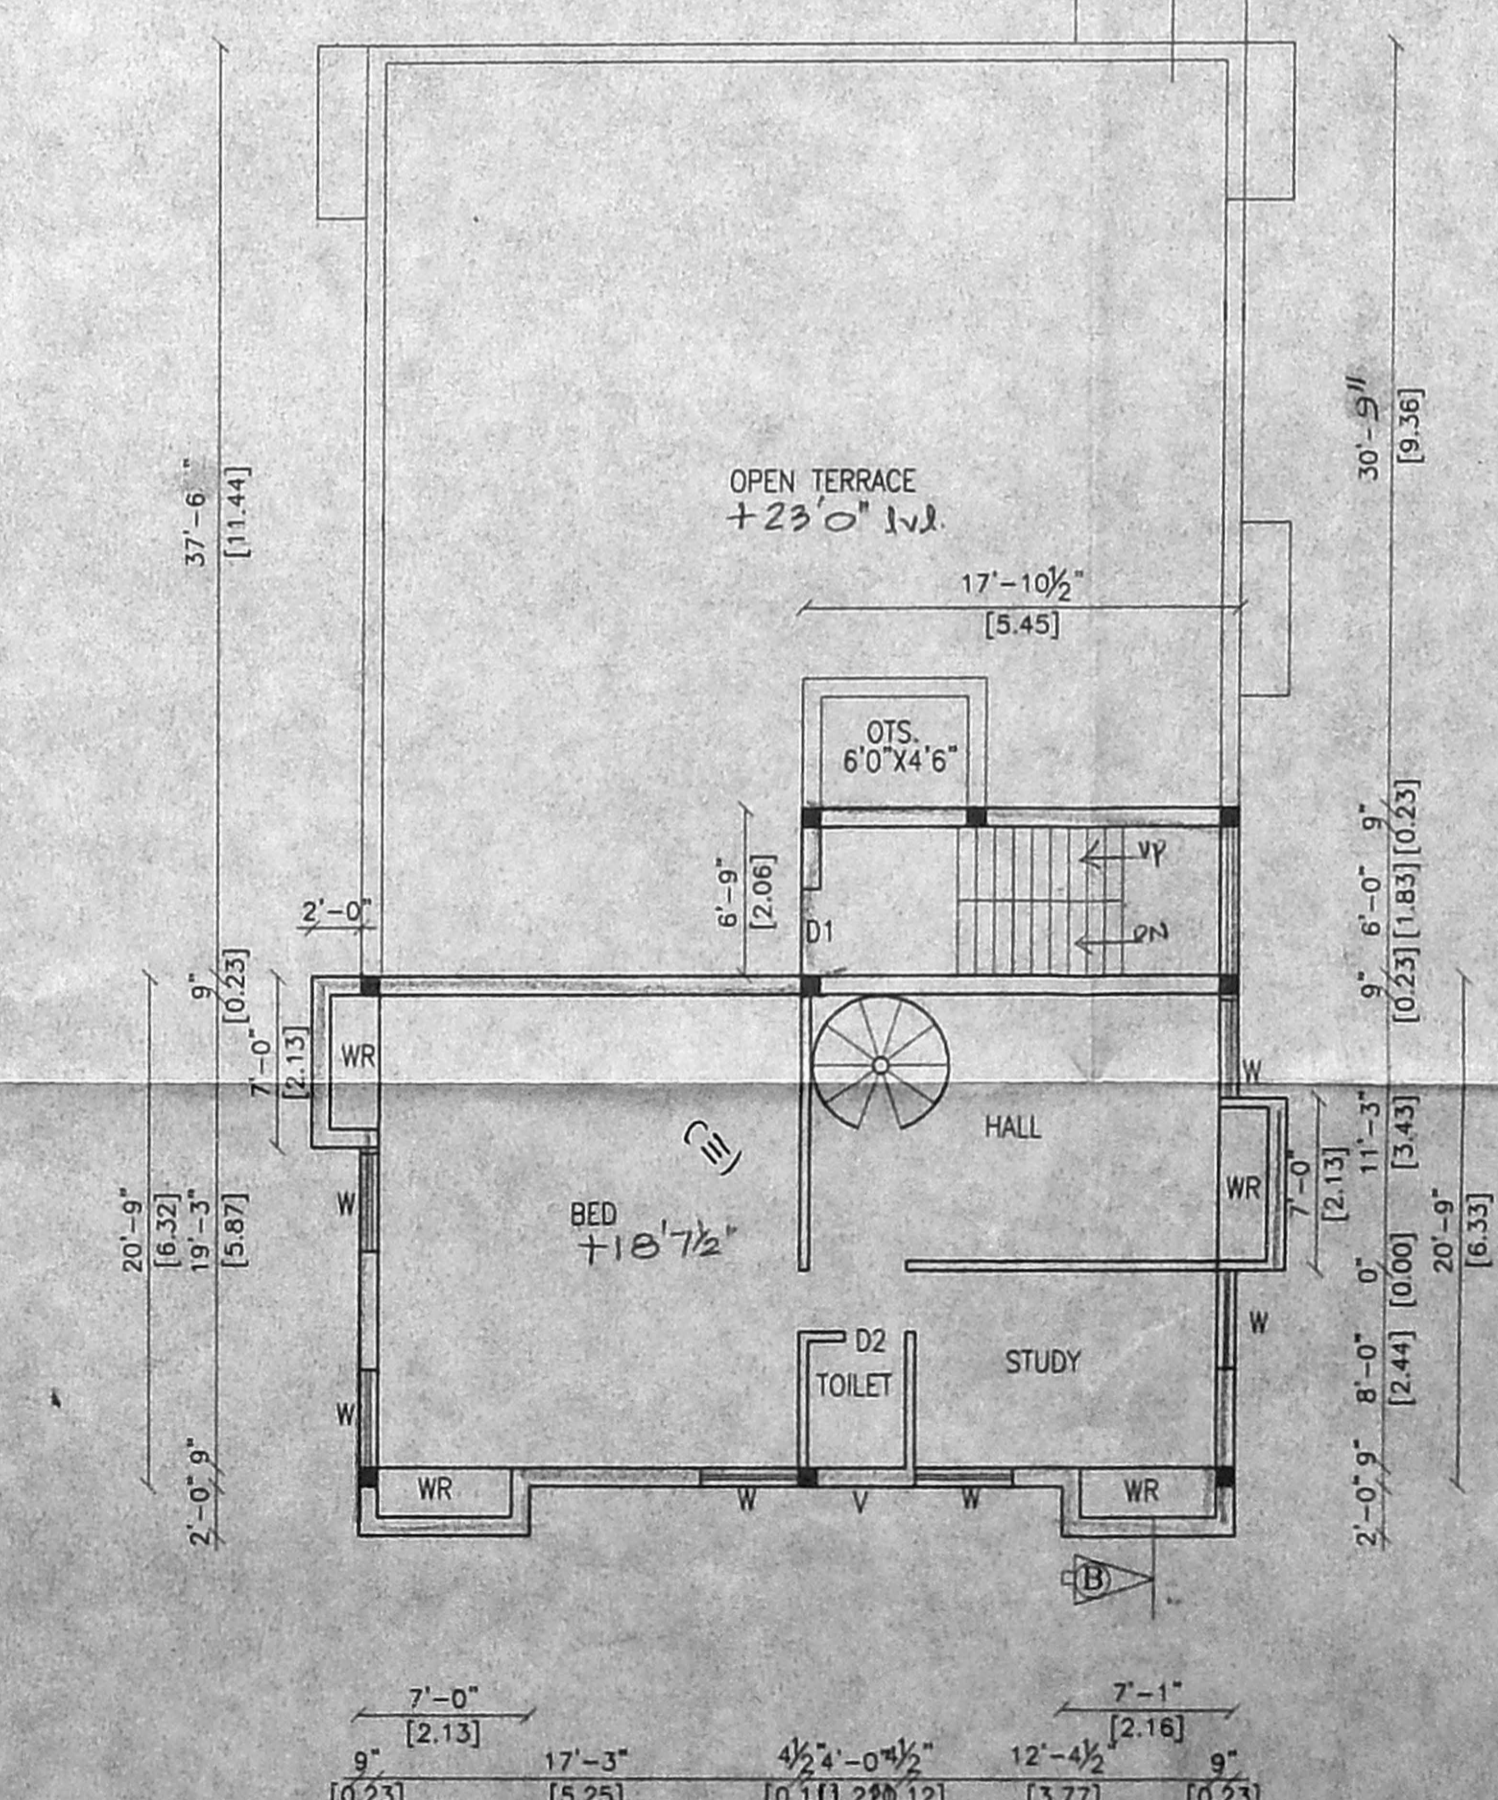 OPEN TERRACE
+23'0" lvl.
37'-6"
[11.44]
30'-9"
[9.36]
17'-10½"
[5.45]
OTS.
6'0"X4'6"
UP
DN
D1
6'-9"
[2.06]
2'-0"
9"
[0.23]
9"
[0.23]
6'-0"
[1.83]
9"
[0.23]
7'-0"
[2.13]
WR
W
HALL
BED
+18'7½"
WR
7'-0"
[2.13]
11'-3"
[3.43]
20'-9"
[6.32]
19'-3"
[5.87]
W
0"
[0.00]
20'-9"
[6.33]
W
D2
TOILET
STUDY
8'-0"
[2.44]
W
9"
2'-0"
9"
2'-0"
WR
W
V
W
WR
B
7'-0"
[2.13]
7'-1"
[2.16]
9"
17'-3"
4½"
4'-0"
4½"
12'-4½"
9"
[0.23]
[5.25]
[3.77]
[0.23]